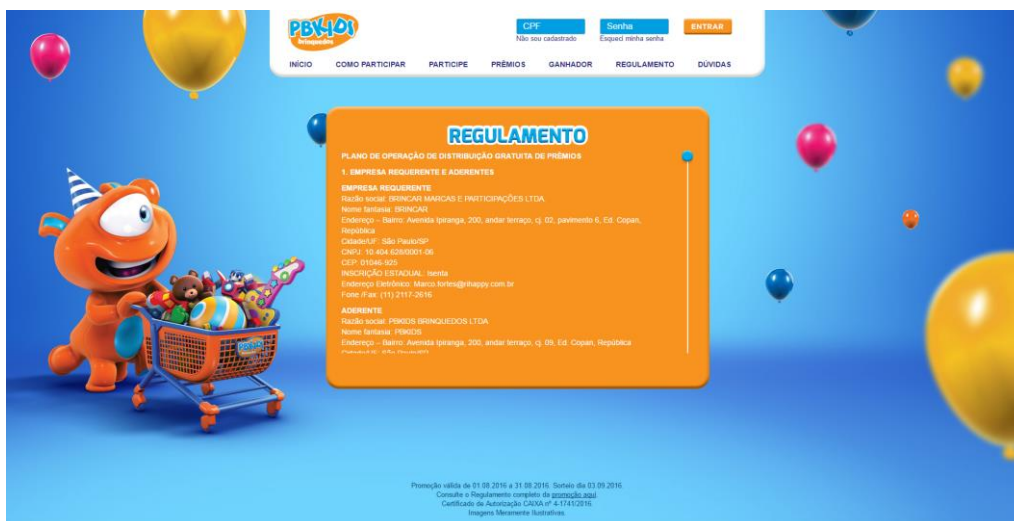 PBKIDS
Brinquedos
CPF
Senha
ENTRAR
Não sou cadastrado
Esqueci minha senha
INÍCIO COMO PARTICIPAR PARTICIPE PRÊMIOS GANHADOR REGULAMENTO DÚVIDAS
REGULAMENTO
PLANO DE OPERAÇÃO DE DISTRIBUIÇÃO GRATUITA DE PRÊMIOS
1. EMPRESA REQUERENTE E ADERENTES
EMPRESA REQUERENTE
Razão social: BRINCAR MARCAS E PARTICIPAÇÕES LTDA
Nome fantasia: BRINCAR
Endereço – Bairro: Avenida Ipiranga, 200, andar terraço, cj. 02, pavimento 6, Ed. Copan,
República
Cidade/UF: São Paulo/SP
CNPJ: 10.404.628/0001-06
CEP: 01046-925
INSCRIÇÃO ESTADUAL: Isenta
Endereço Eletrônico: Marco.fortes@rihappy.com.br
Fone /Fax: (11) 2117-2616
ADERENTE
Razão social: PBKIDS BRINQUEDOS LTDA
Nome fantasia: PBKIDS
Endereço – Bairro: Avenida Ipiranga, 200, andar terraço, cj. 09, Ed. Copan, República
Cidade/UF: São Paulo/SP
PBKIDS
Promoção válida de 01.08.2016 a 31.08.2016. Sorteio dia 03.09.2016.
Consulte o Regulamento completo da promoção aqui.
Certificado de Autorização CAIXA nº 4-1741/2016.
Imagens Meramente Ilustrativas.